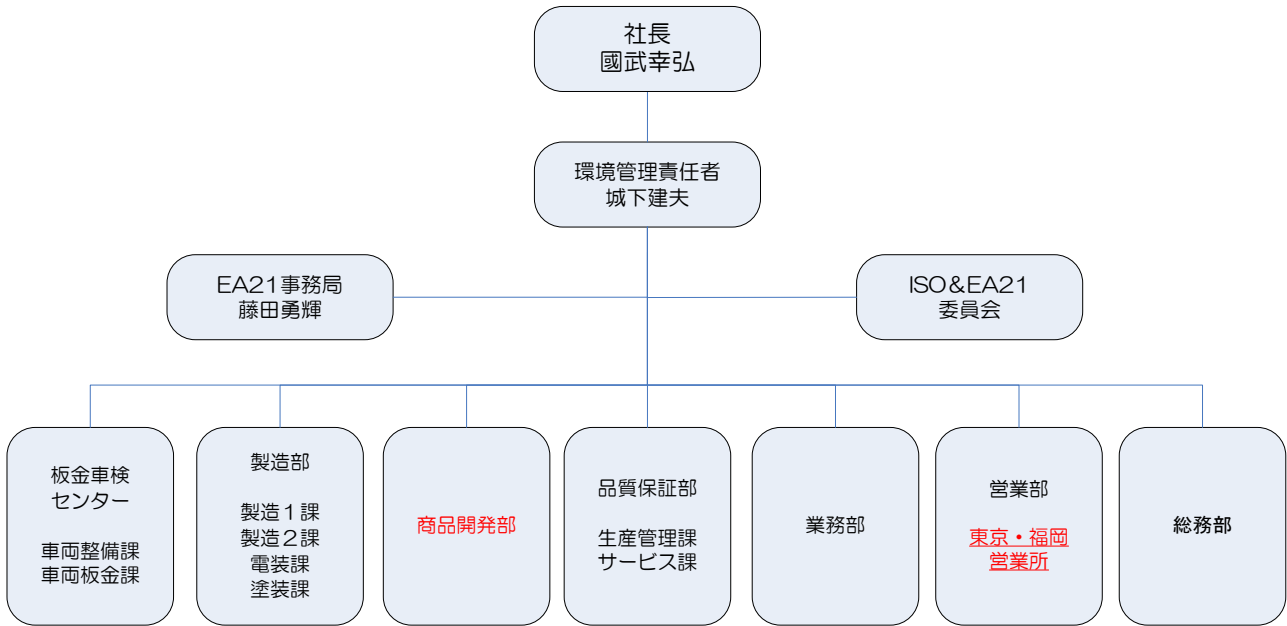 社長
國武幸弘
環境管理責任者
城下建夫
EA21事務局
藤田勇輝
ISO&EA21
委員会
板金車検
センター
車両整備課
車両板金課
製造部
製造1課
製造2課
電装課
塗装課
商品開発部
品質保証部
生産管理課
サービス課
業務部
営業部
東京・福岡
営業所
総務部